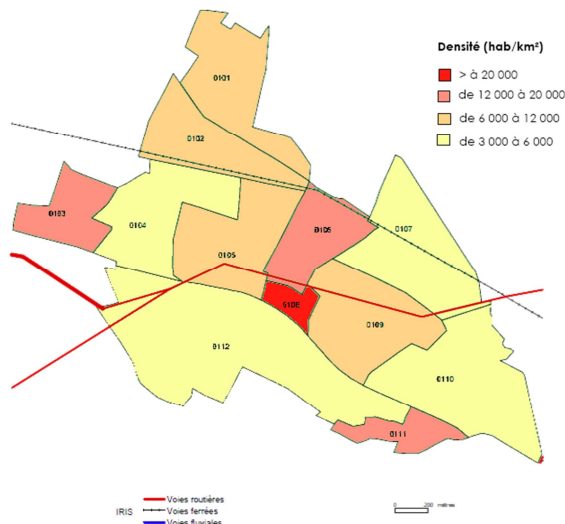 Densité (hab/km²)
> à 20 000
de 12 000 à 20 000
de 6 000 à 12 000
de 3 000 à 6 000
0101
0102
0103
0104
0105
0107
0109
0110
0112
0111
IRIS
Voies routières
Voies ferrées
Voies fluviales
0 200 mètres